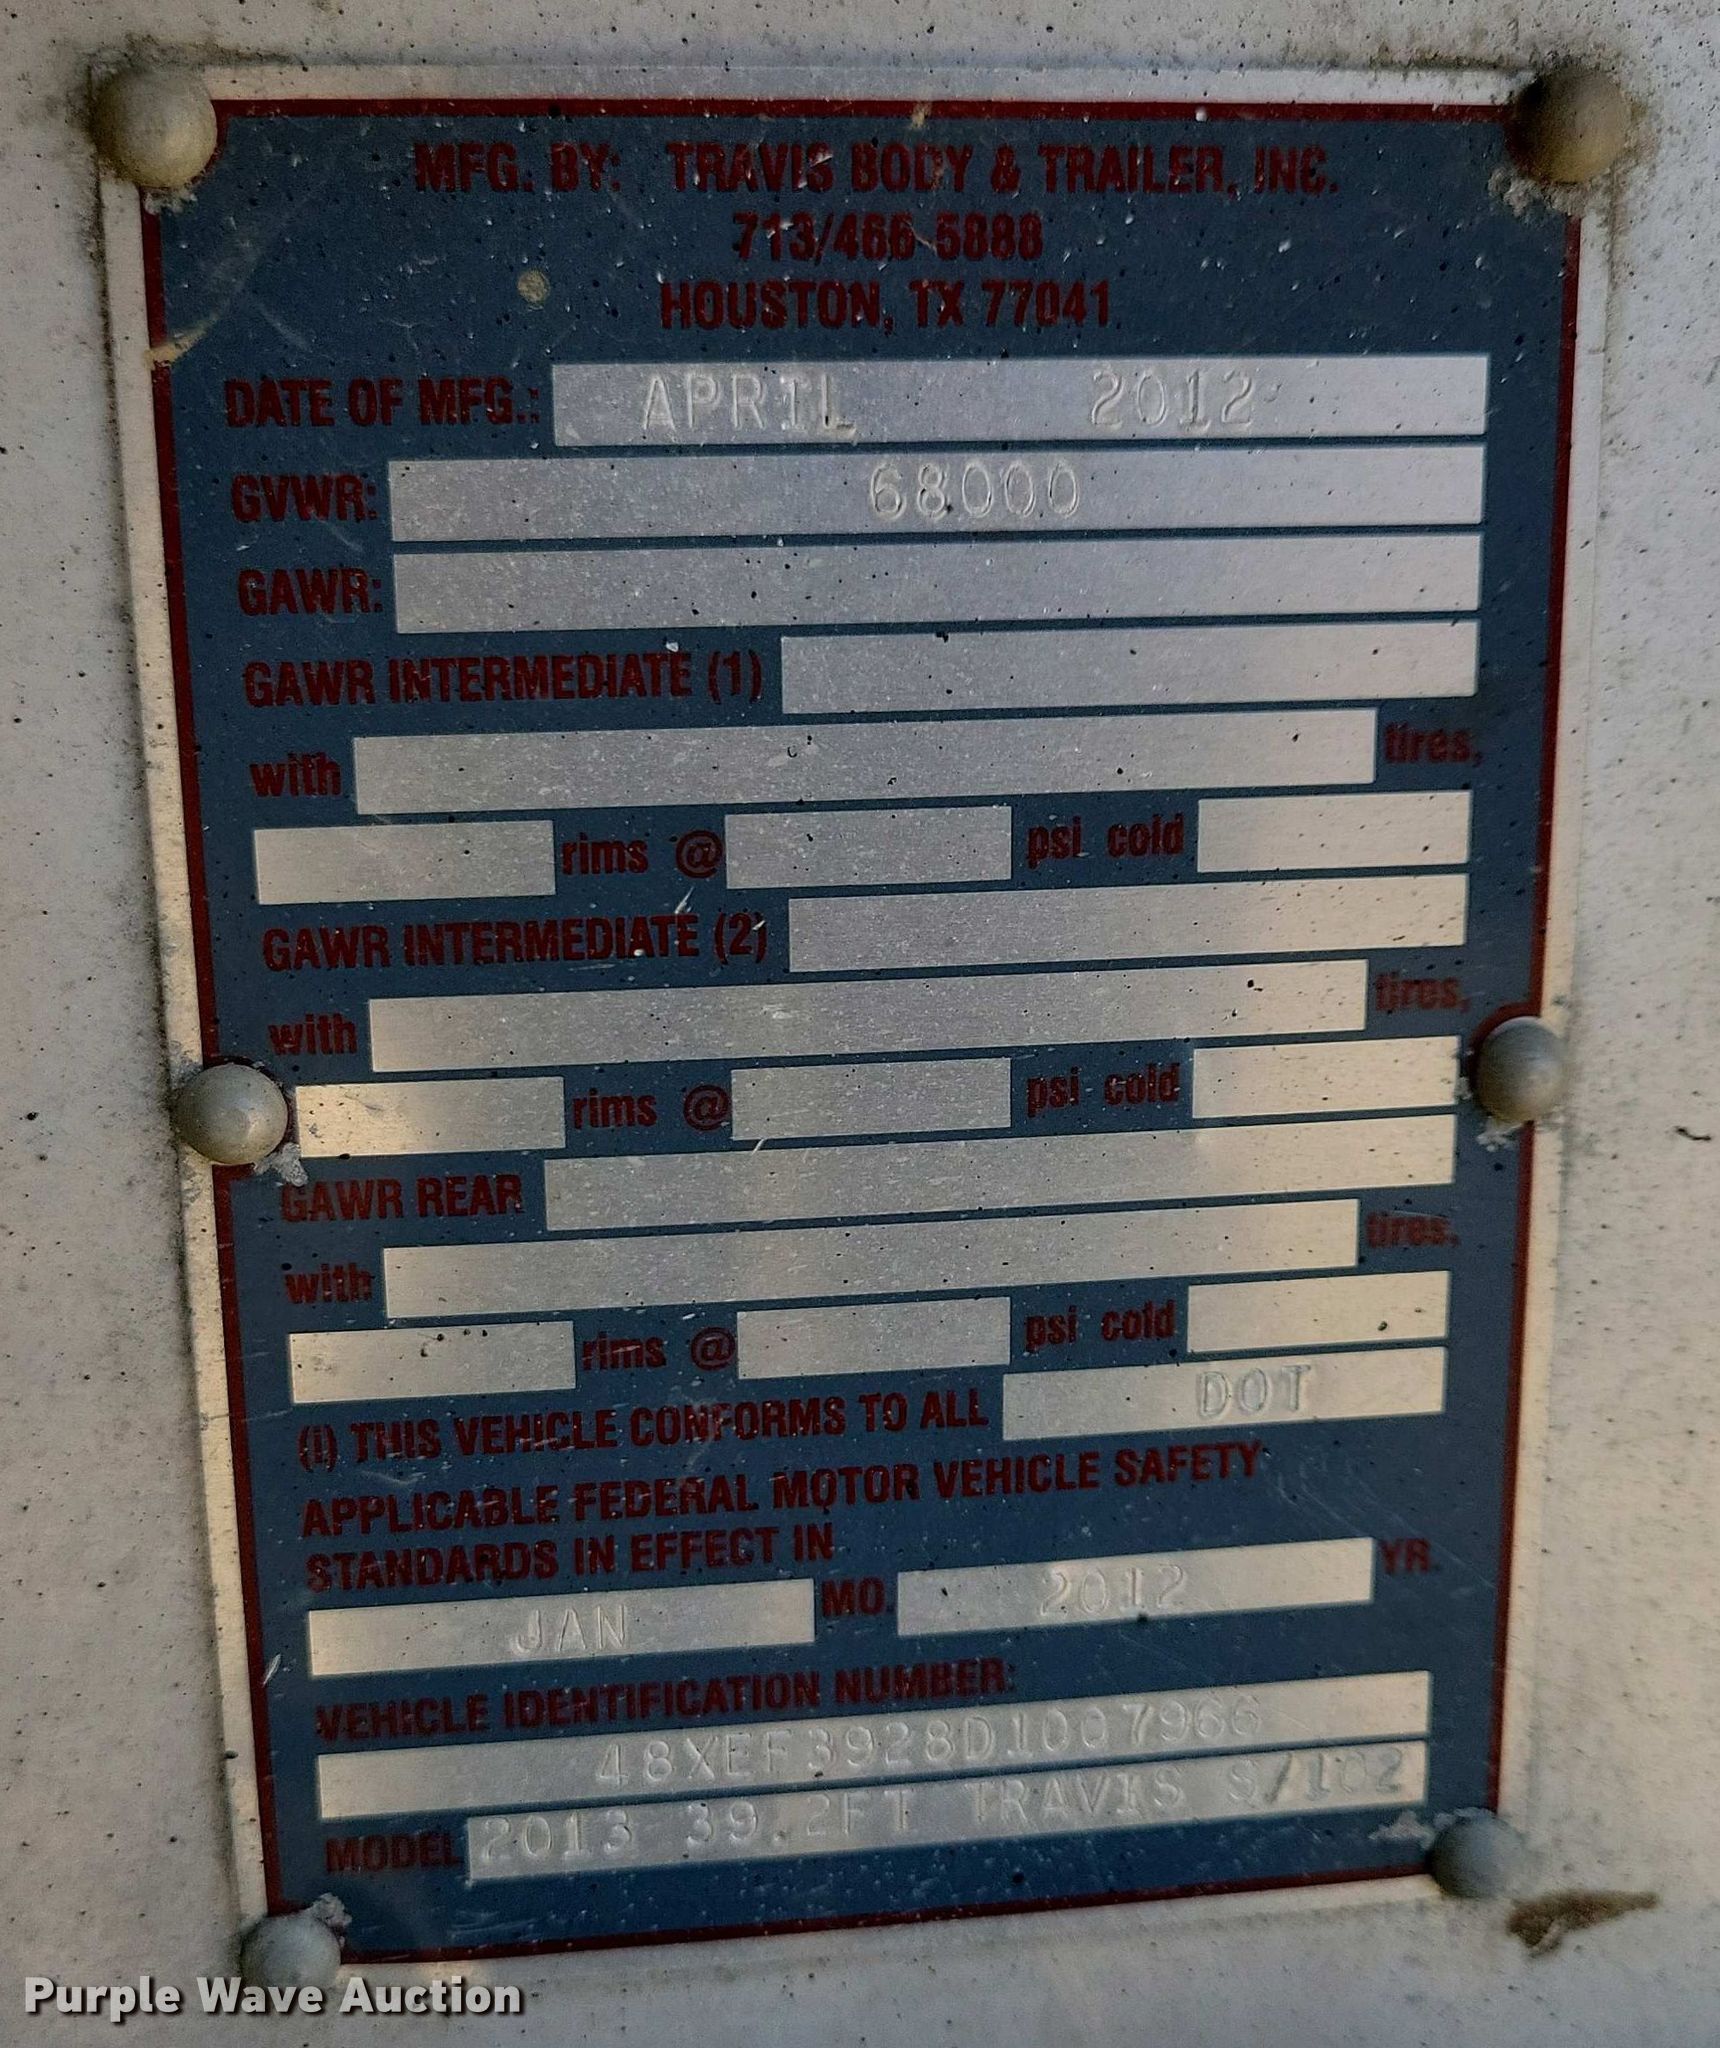 MFG. BY: TRAVIS BODY & TRAILER, INC.
713/466-5888
HOUSTON, TX 77041
DATE OF MFG.: APRIL 2012
GVWR: 68000
GAWR:
GAWR INTERMEDIATE (1)
with tires,
rims @ psi cold
GAWR INTERMEDIATE (2)
with tires,
rims @ psi cold
GAWR REAR
with tires,
rims @ psi cold
(I) THIS VEHICLE CONFORMS TO ALL DOT
APPLICABLE FEDERAL MOTOR VEHICLE SAFETY
STANDARDS IN EFFECT IN
JAN MO. 2012 YR.
VEHICLE IDENTIFICATION NUMBER:
48XEF3928D1007966
MODEL 2013 39.2FT TRAVIS S/102
Purple Wave Auction